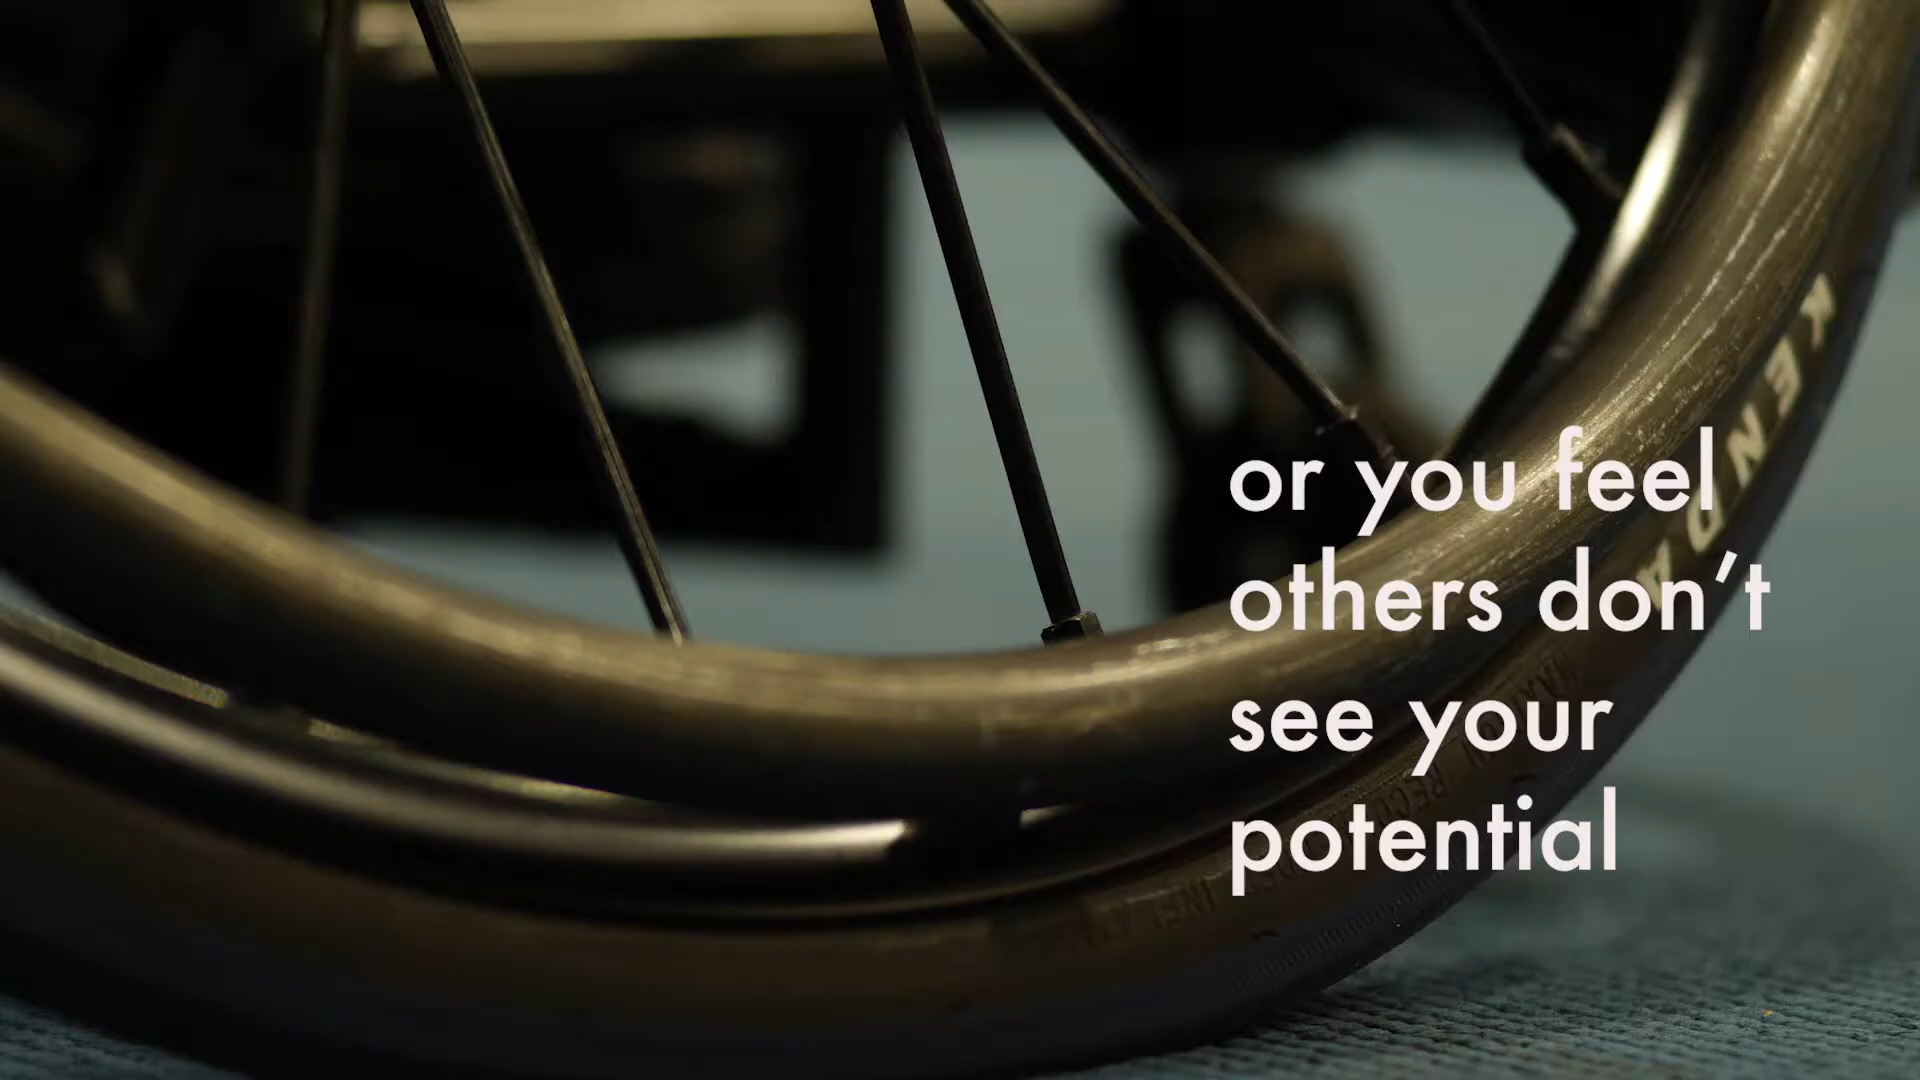 or you feel
others don't
see your
potential
KENDA